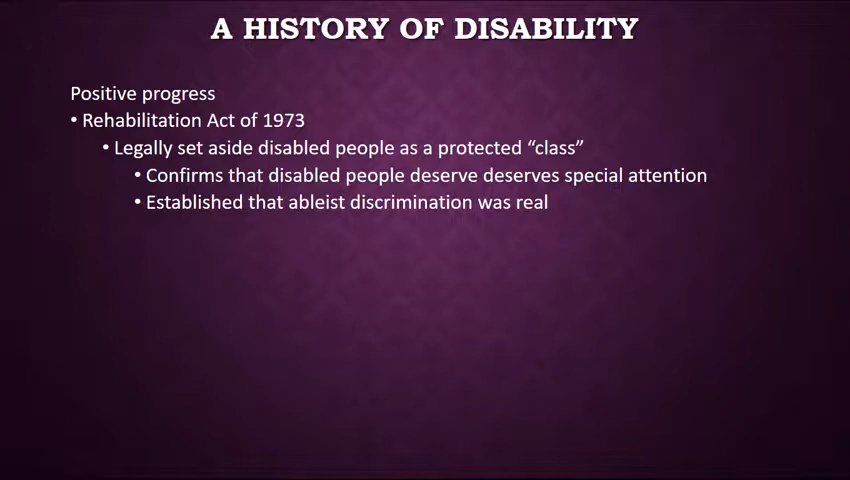 A HISTORY OF DISABILITY
Positive progress
• Rehabilitation Act of 1973
• Legally set aside disabled people as a protected “class”
• Confirms that disabled people deserve deserves special attention
• Established that ableist discrimination was real